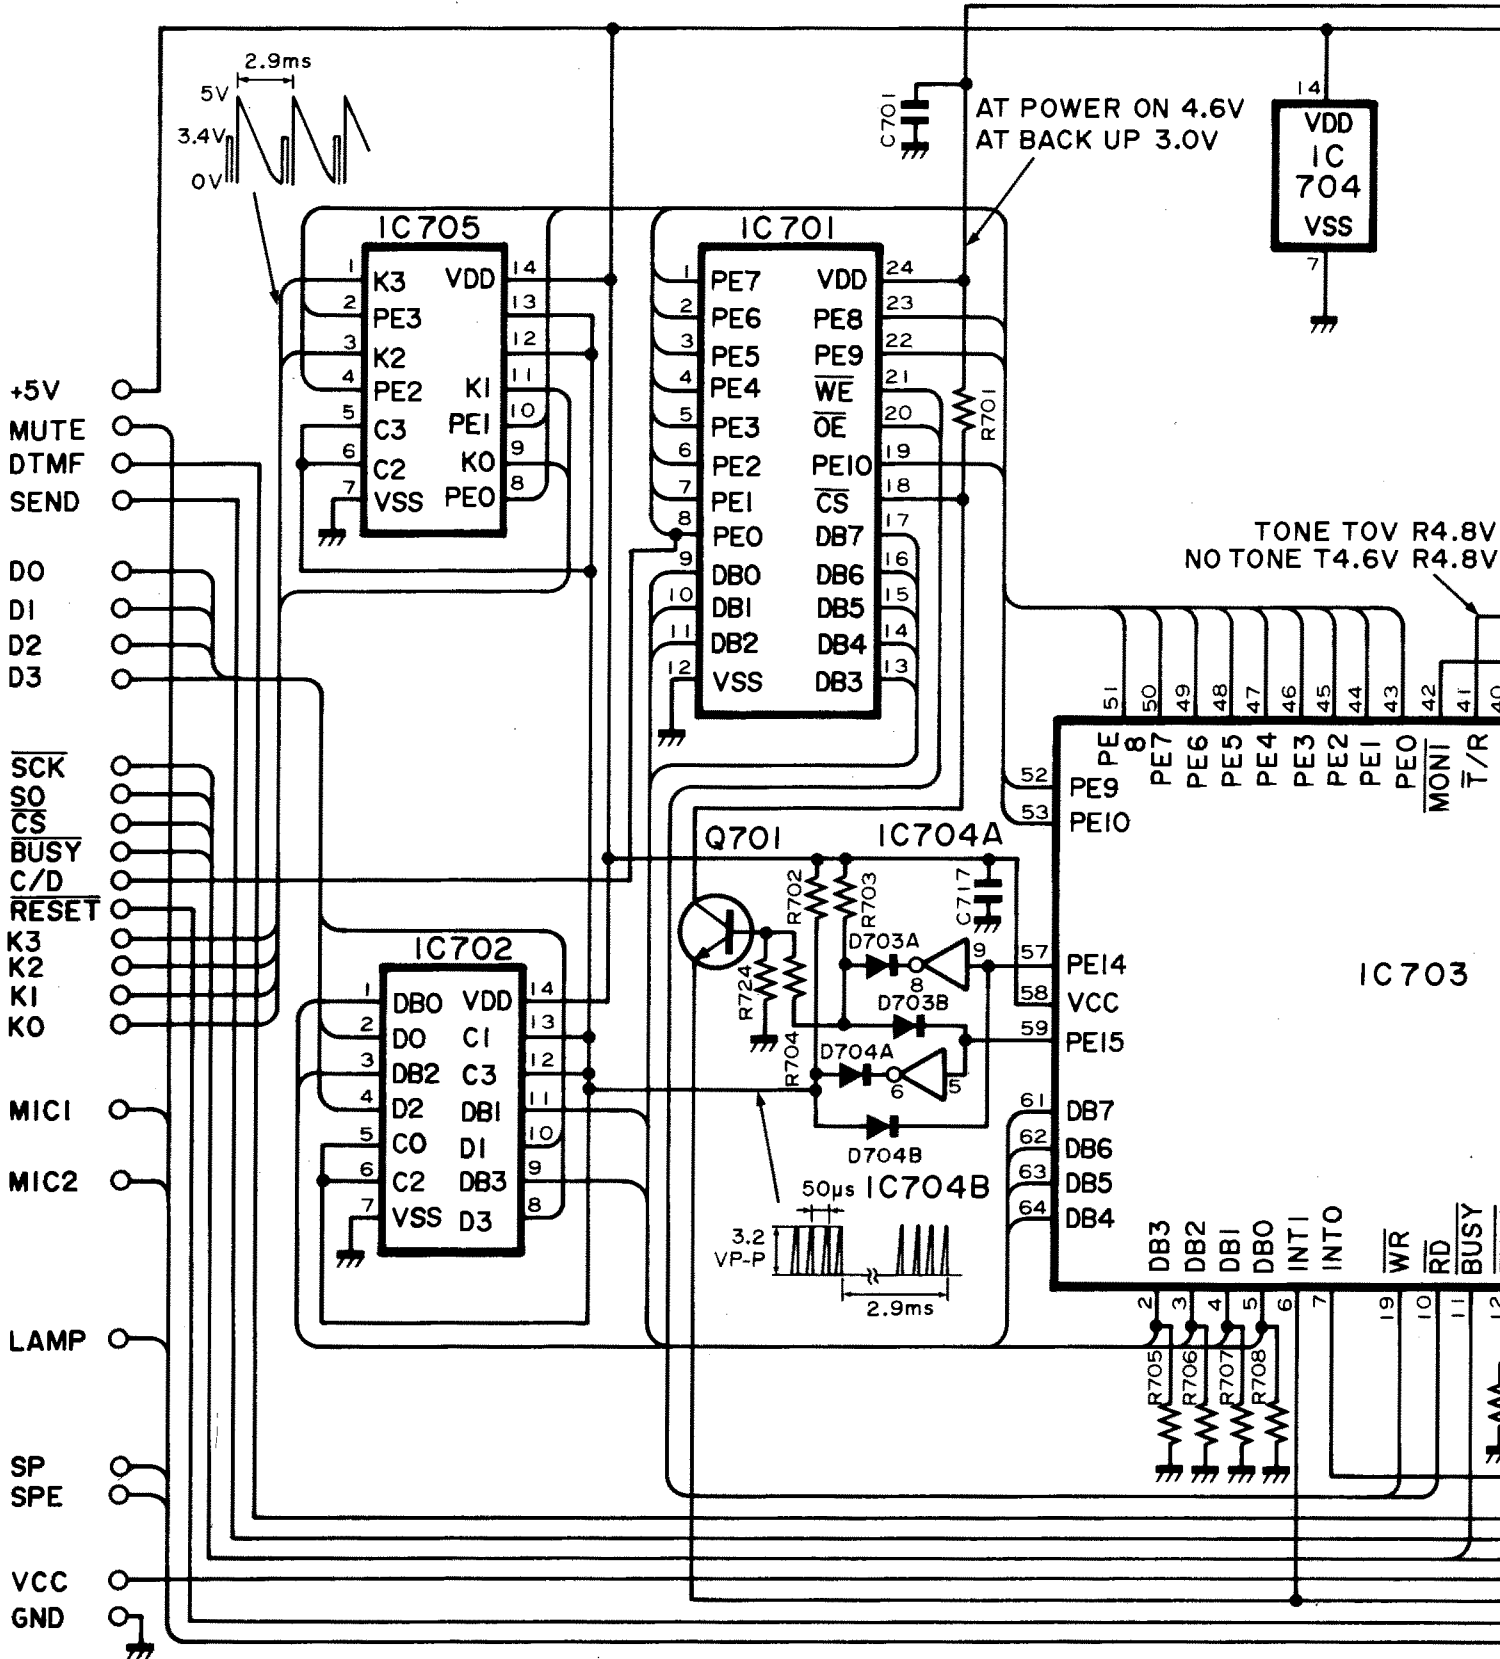 2.9ms
5V
3.4V
0V
C701
AT POWER ON 4.6V
AT BACK UP 3.0V
14
VDD
IC
704
VSS
7
IC705
1 K3 VDD 14
2 PE3 13
3 K2 12
4 PE2 K1 11
5 C3 PE1 10
6 C2 K0 9
7 VSS PE0 8
IC701
1 PE7 VDD 24
2 PE6 PE8 23
3 PE5 PE9 22
4 PE4 WE 21
5 PE3 OE 20
6 PE2 PE10 19
7 PE1 CS 18
8 PE0 DB7 17
9 DB0 DB6 16
10 DB1 DB5 15
11 DB2 DB4 14
12 VSS DB3 13
R701
TONE T0V R4.8V
NO TONE T4.6V R4.8V
+5V
MUTE
DTMF
SEND
D0
D1
D2
D3
SCK
SO
CS
BUSY
C/D
RESET
K3
K2
K1
K0
MIC1
MIC2
LAMP
SP
SPE
VCC
GND
IC702
1 DB0 VDD 14
2 D0 C1 13
3 DB2 C3 12
4 D2 DB1 11
5 C0 D1 10
6 C2 DB3 9
7 VSS D3 8
Q701
IC704A
R702
R703
C717
D703A
9
8
R724
D703B
R704
D704A
6
5
D704B
IC704B
50μs
3.2
VP-P
2.9ms
51 50 49 48 47 46 45 44 43 42 41 40
PE
8
PE7
PE6
PE5
PE4
PE3
PE2
PE1
PE0
MONI
T/R
52 PE9
53 PE10
57 PE14
58 VCC
59 PE15
61 DB7
62 DB6
63 DB5
64 DB4
IC703
DB3
DB2
DB1
DB0
INT1
INT0
WR
RD
BUSY
2 3 4 5 6 7 19 10 11 12
R705
R706
R707
R708